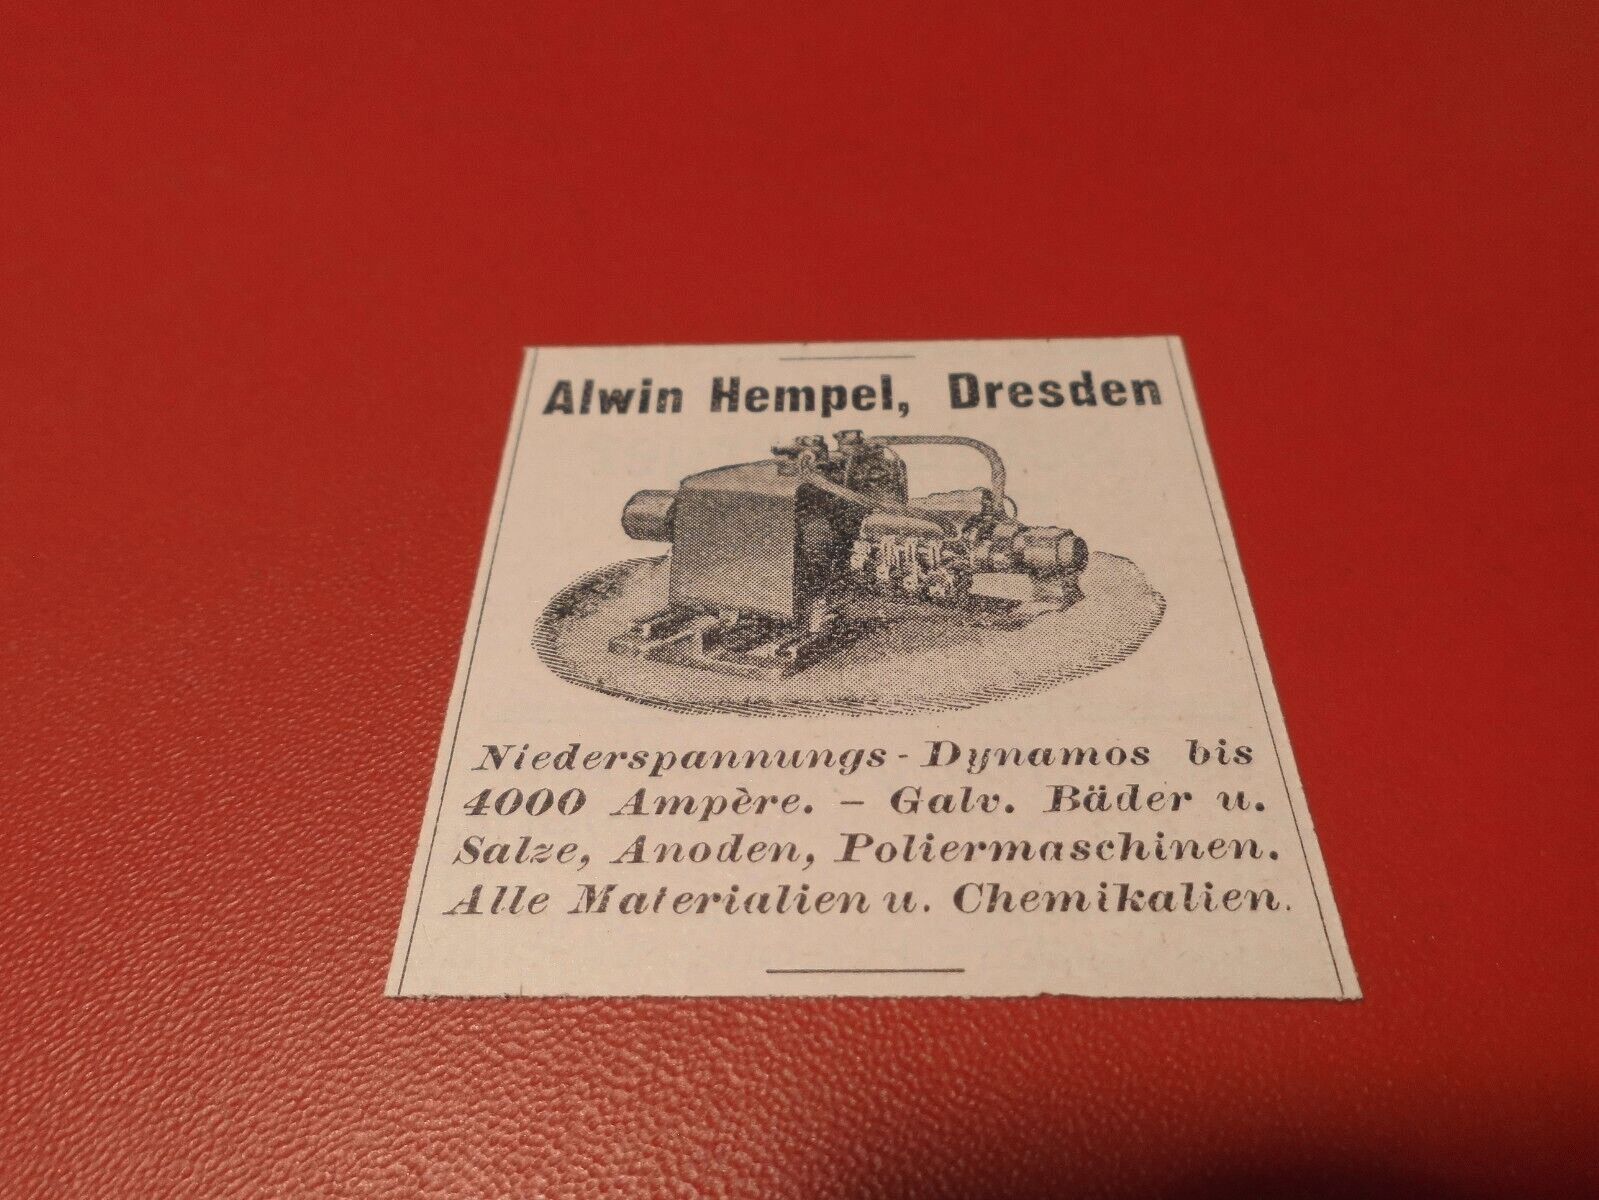 Alwin Hempel, Dresden
Niederspannungs - Dynamos bis
4000 Ampère. – Galv. Bäder u.
Salze, Anoden, Poliermaschinen.
Alle Materialien u. Chemikalien.